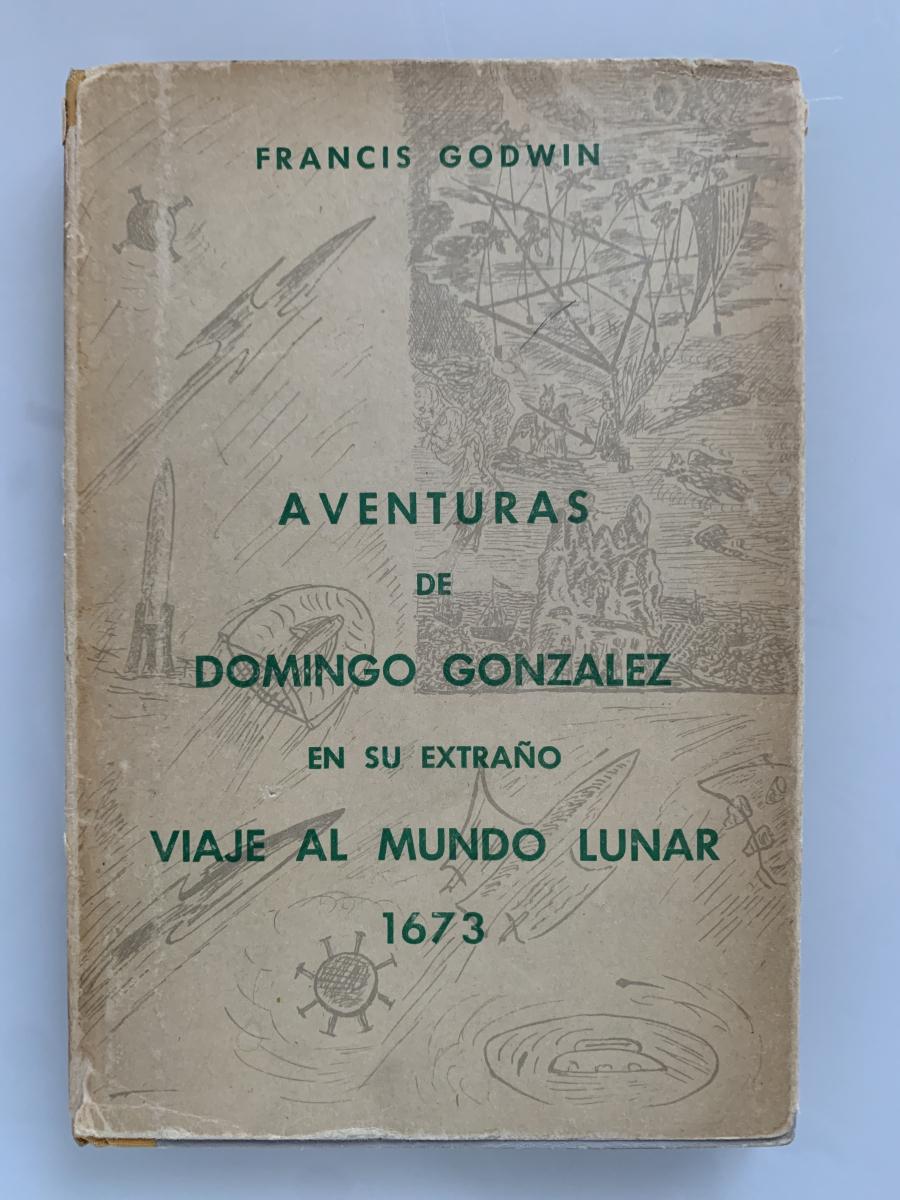 FRANCIS GODWIN
AVENTURAS
DE
DOMINGO GONZALEZ
EN SU EXTRAÑO
VIAJE AL MUNDO LUNAR
1673